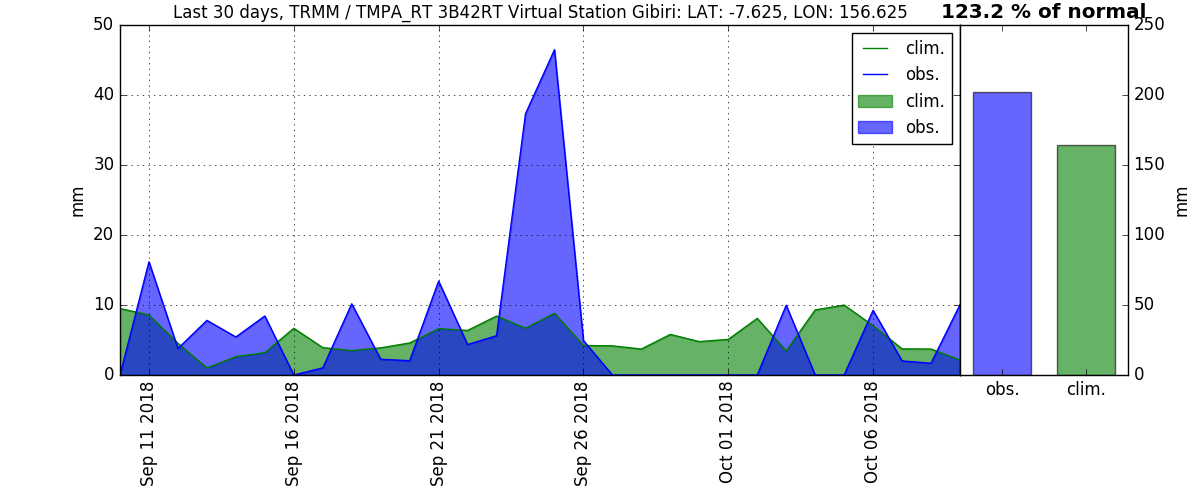 Last 30 days, TRMM / TMPA_RT 3B42RT Virtual Station Gibiri: LAT: -7.625, LON: 156.625
123.2 % of normal
50
40
30
20
10
0
mm
clim.
obs.
clim.
obs.
Sep 11 2018
Sep 16 2018
Sep 21 2018
Sep 26 2018
Oct 01 2018
Oct 06 2018
250
200
150
100
50
0
mm
obs.
clim.